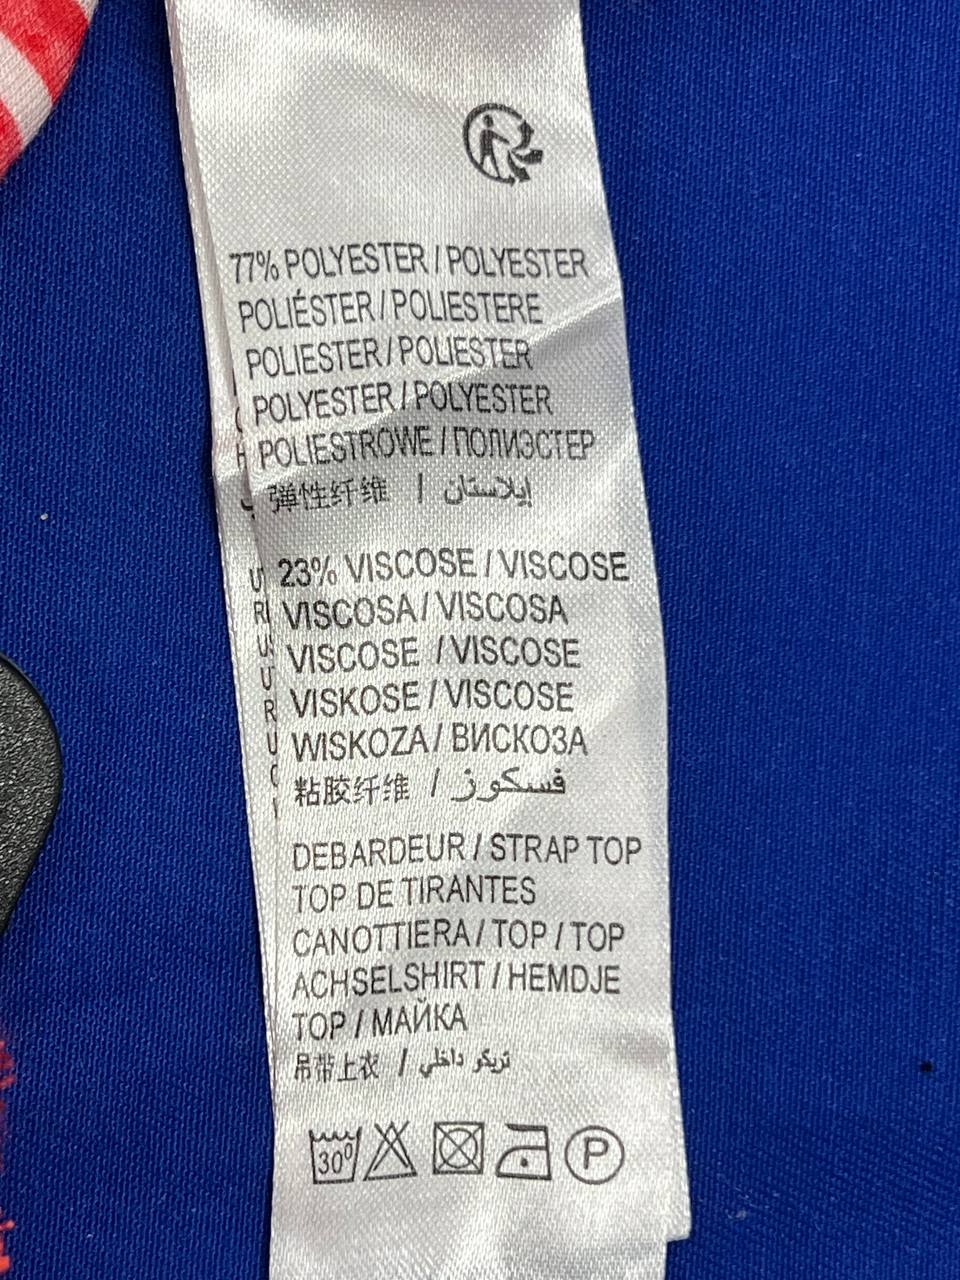 77% POLYESTER / POLYESTER
POLIÉSTER / POLIESTERE
POLIESTER / POLIESTER
POLYESTER / POLYESTER
POLIESTROWE / ПОЛИЭСТЕР
弹性纤维 / إيلاستان
23% VISCOSE / VISCOSE
VISCOSA / VISCOSA
VISCOSE / VISCOSE
VISKOSE / VISCOSE
WISKOZA / ВИСКОЗА
粘胶纤维 / فسكوز
DEBARDEUR / STRAP TOP
TOP DE TIRANTES
CANOTTIERA / TOP / TOP
ACHSELSHIRT / HEMDJE
TOP / МАЙКА
吊带上衣 / تريكو داخلي
30⁰ P